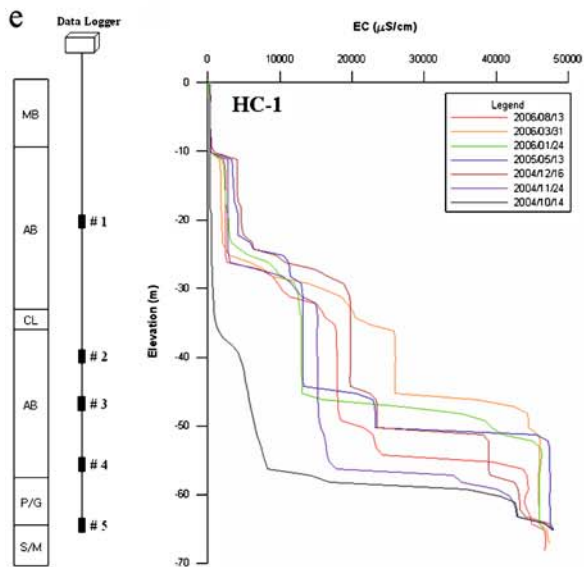 e
Data Logger
MB
AB
CL
AB
P/G
S/M
# 1
# 2
# 3
# 4
# 5
EC (μS/cm)
0 10000 20000 30000 40000 50000
HC-1
Elevation (m)
0
-10
-20
-30
-40
-50
-60
-70
Legend
2006/08/13
2006/03/31
2006/01/24
2005/05/13
2004/12/16
2004/11/24
2004/10/14